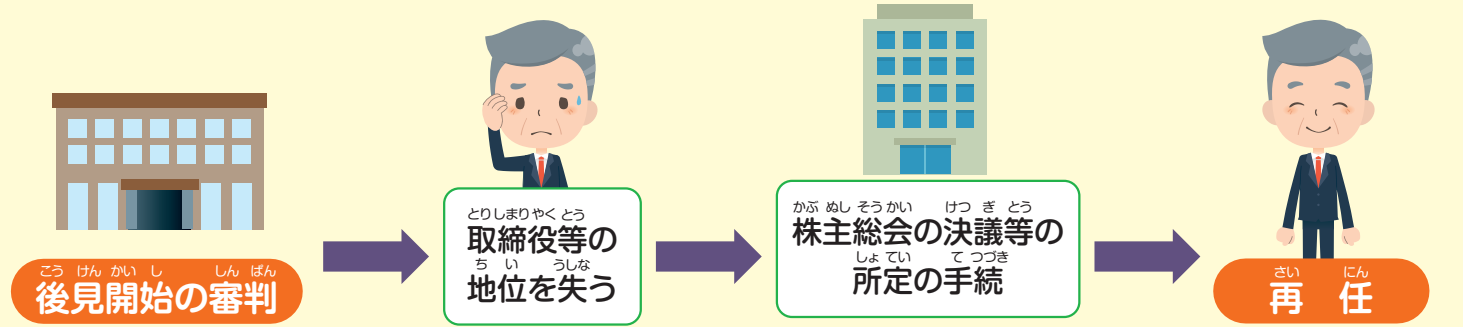 こう けん かい し しん ぱん
後見開始の審判
とりしまりやく とう
取締役等の
ち い うしな
地位を失う
かぶ ぬし そうかい けつ ぎ とう
株主総会の決議等の
しょ てい て つづき
所定の手続
さい にん
再 任